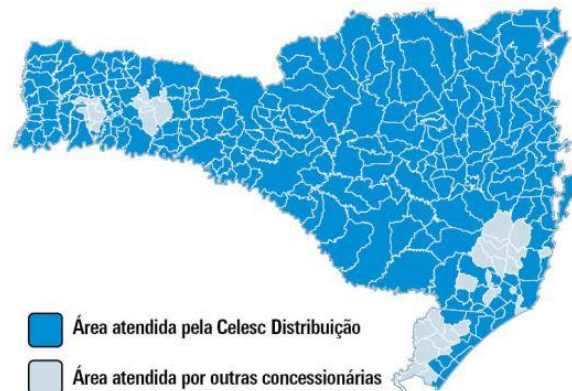 Área atendida pela Celesc Distribuição
Área atendida por outras concessionárias